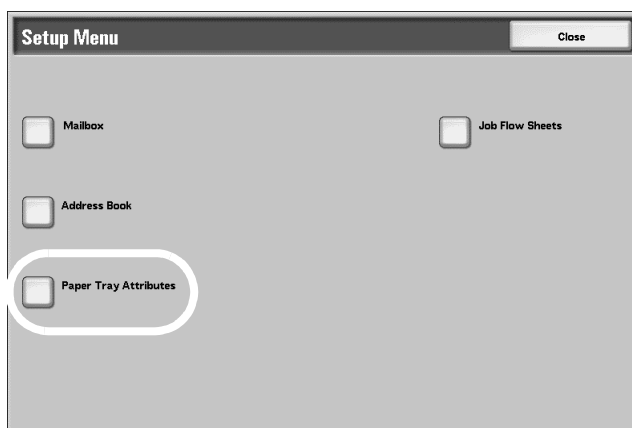 Setup Menu
Close
Mailbox
Job Flow Sheets
Address Book
Paper Tray Attributes